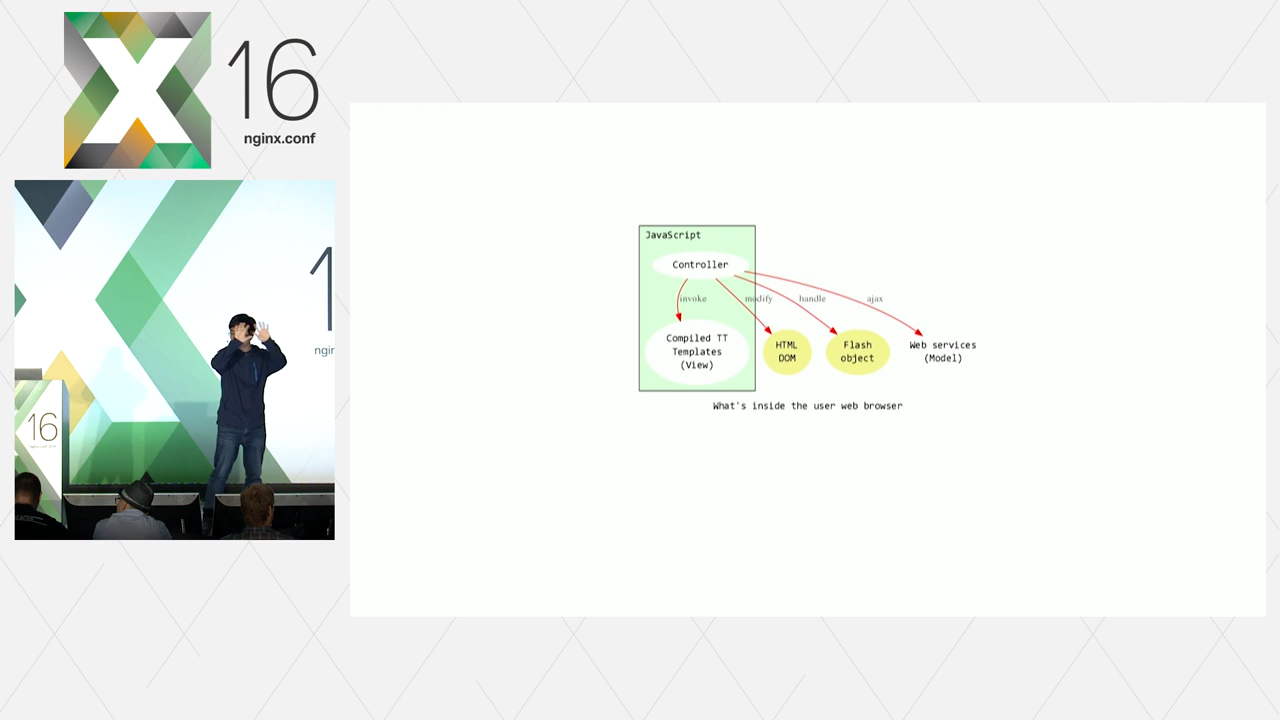 16
nginx.conf
1
ngin
16
JavaScript
Controller
invoke
modify
handle
ajax
Compiled TT
Templates
(View)
HTML
DOM
Flash
object
Web services
(Model)
What's inside the user web browser